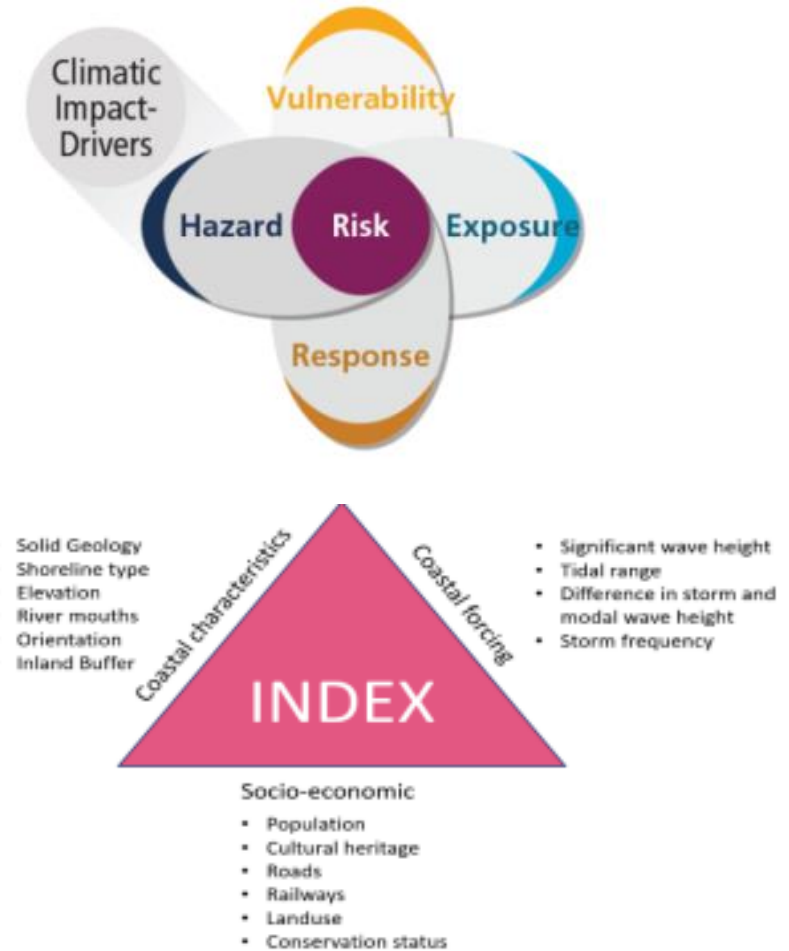 Climatic
Impact-
Drivers
Vulnerability
Hazard
Risk
Exposure
Response
Solid Geology
Shoreline type
Elevation
River mouths
Orientation
Inland Buffer
Coastal characteristics
Coastal forcing
• Significant wave height
• Tidal range
• Difference in storm and
modal wave height
• Storm frequency
INDEX
Socio-economic
• Population
• Cultural heritage
• Roads
• Railways
• Landuse
• Conservation status